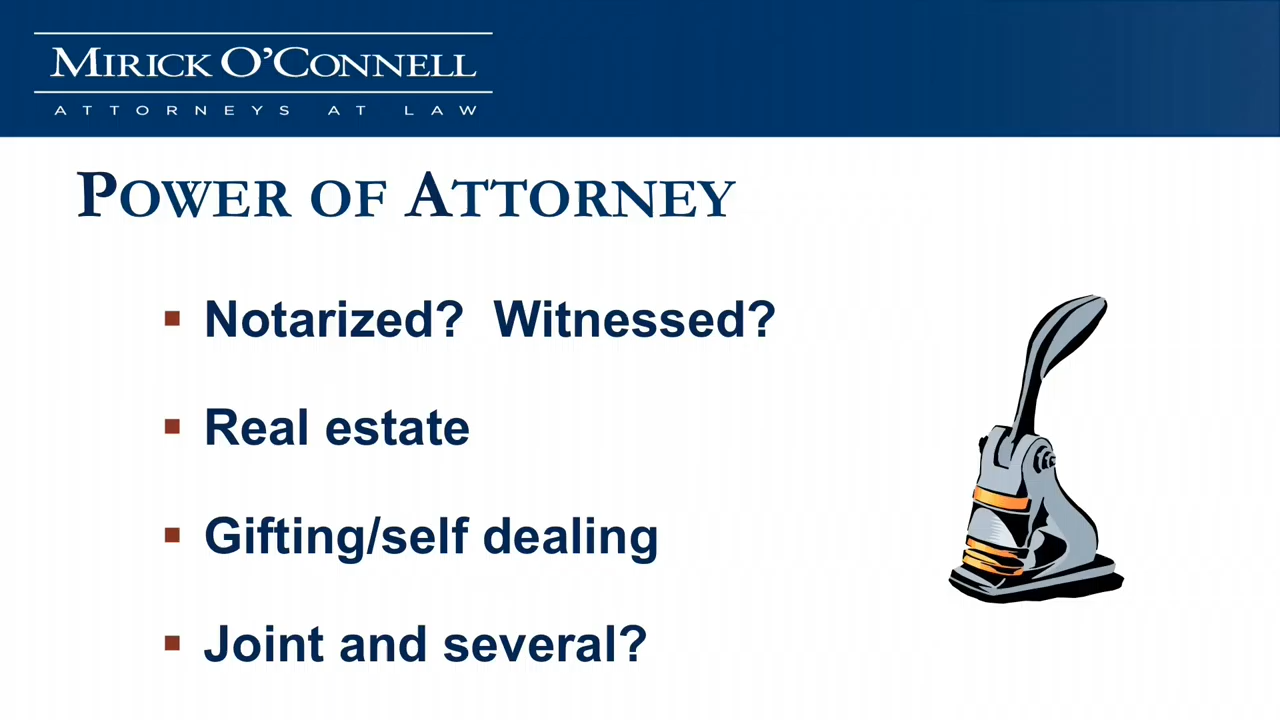 MIRICK O'CONNELL
ATTORNEYS AT LAW
POWER OF ATTORNEY
▪ Notarized? Witnessed?
▪ Real estate
▪ Gifting/self dealing
▪ Joint and several?